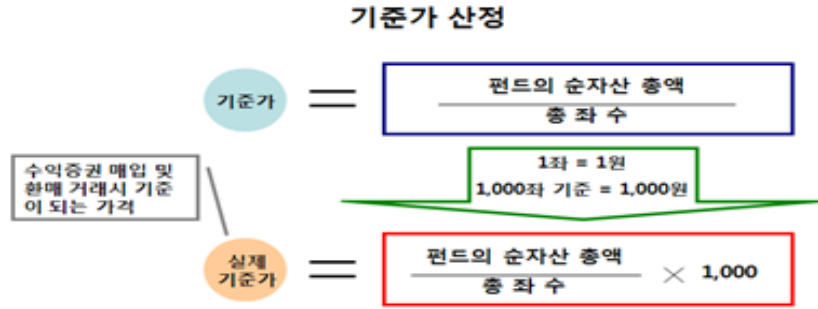 기준가 산정
기준가 = 펀드의 순자산 총액
총 좌 수
1좌 = 1원
1,000좌 기준 = 1,000원
수익증권 매입 및
환매 거래시 기준
이 되는 가격
실제
기준가 = 펀드의 순자산 총액
총 좌 수 × 1,000